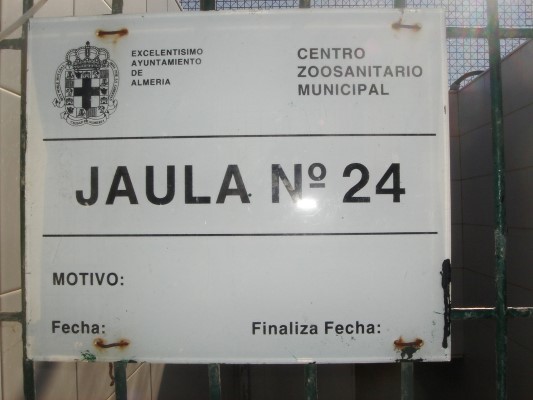 EXCELENTISIMO
AYUNTAMIENTO
DE
ALMERIA
CENTRO
ZOOSANITARIO
MUNICIPAL
JAULA Nº 24
MOTIVO:
Fecha:
Finaliza Fecha: